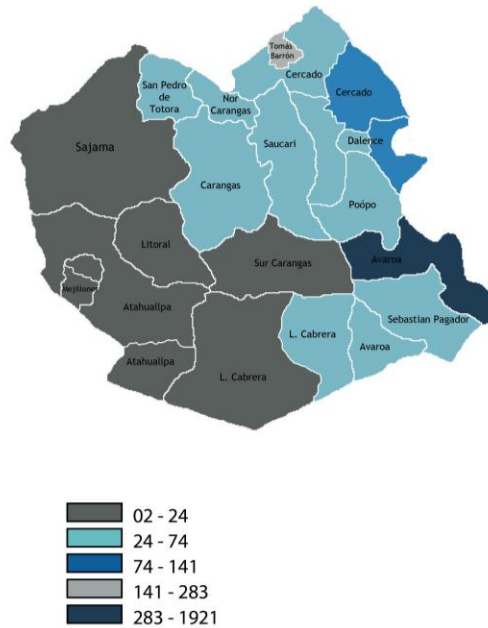 Tomás
Barrón
Cercado
San Pedro
de
Totora
Nor
Carangas
Cercado
Sajama
Saucari
Dalence
Carangas
Poópo
Litoral
Sur Carangas
Avaroa
Mejillones
Atahuallpa
Sebastian Pagador
L. Cabrera
Avaroa
Atahuallpa
L. Cabrera
02 - 24
24 - 74
74 - 141
141 - 283
283 - 1921